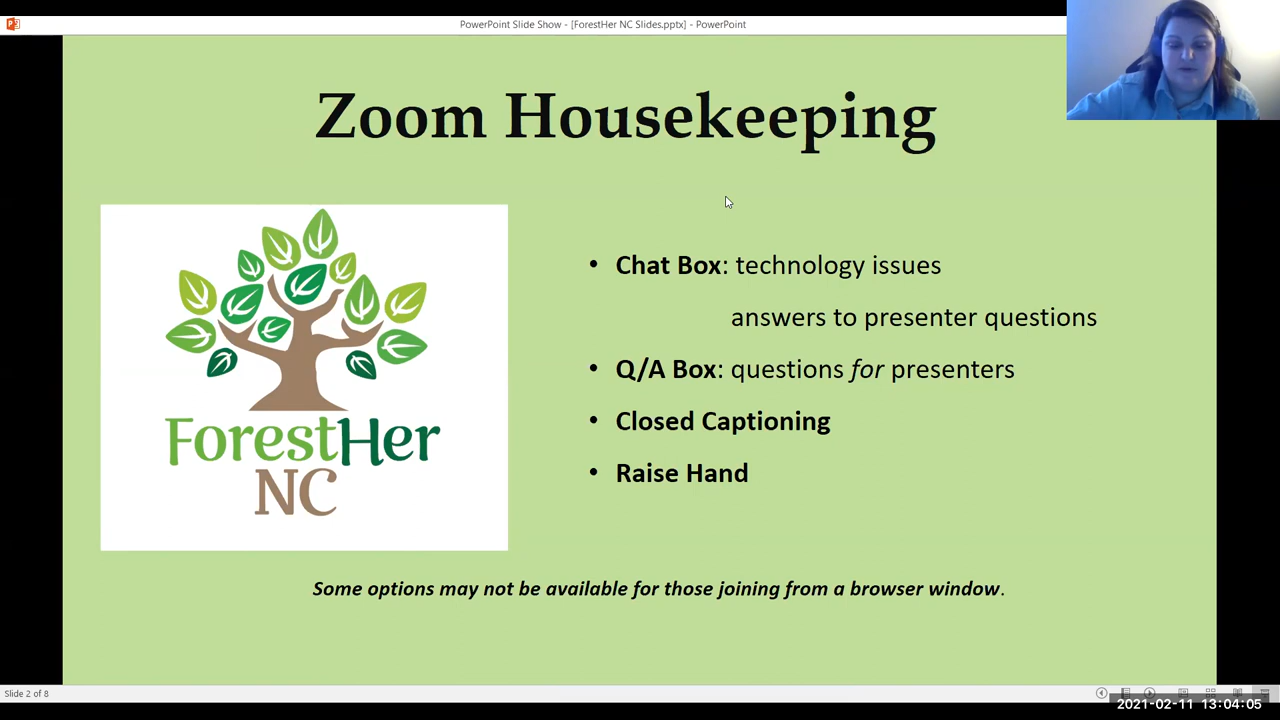 PowerPoint Slide Show - [ForestHer NC Slides.pptx] - PowerPoint
Zoom Housekeeping
ForestHer
NC
• Chat Box: technology issues
answers to presenter questions
• Q/A Box: questions for presenters
• Closed Captioning
• Raise Hand
Some options may not be available for those joining from a browser window.
Slide 2 of 8
2021-02-11 13:04:05